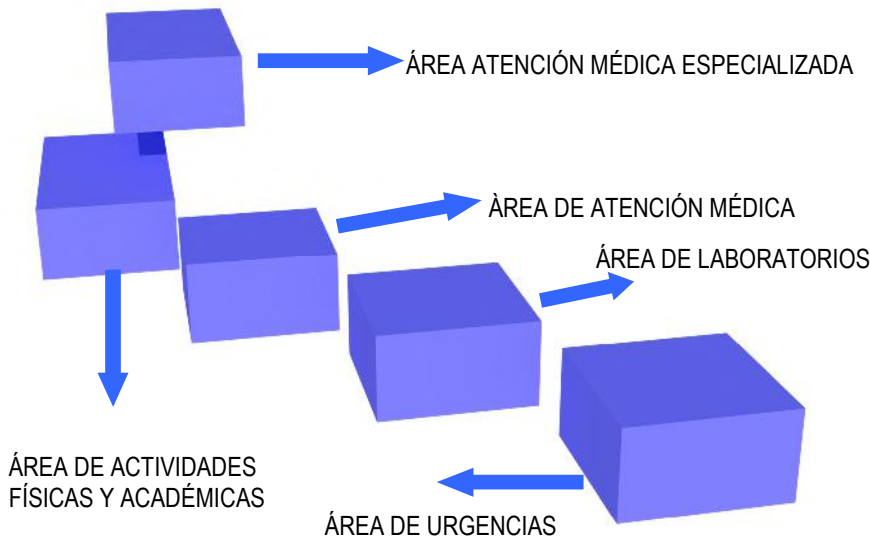 ÁREA ATENCIÓN MÉDICA ESPECIALIZADA
ÀREA DE ATENCIÓN MÉDICA
ÁREA DE LABORATORIOS
ÁREA DE ACTIVIDADES
FÍSICAS Y ACADÉMICAS
ÁREA DE URGENCIAS